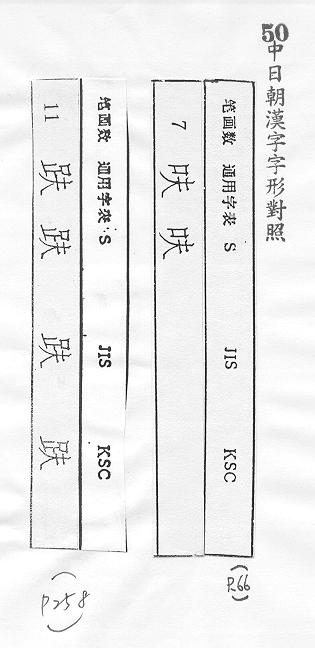 50
中日朝漢字字形對照
笔画数 通用字表 S JIS KSC
7 呋 呋
(P.66)
笔画数 通用字表 S JIS KSC
11 趺 趺 趺 趺
(P258)